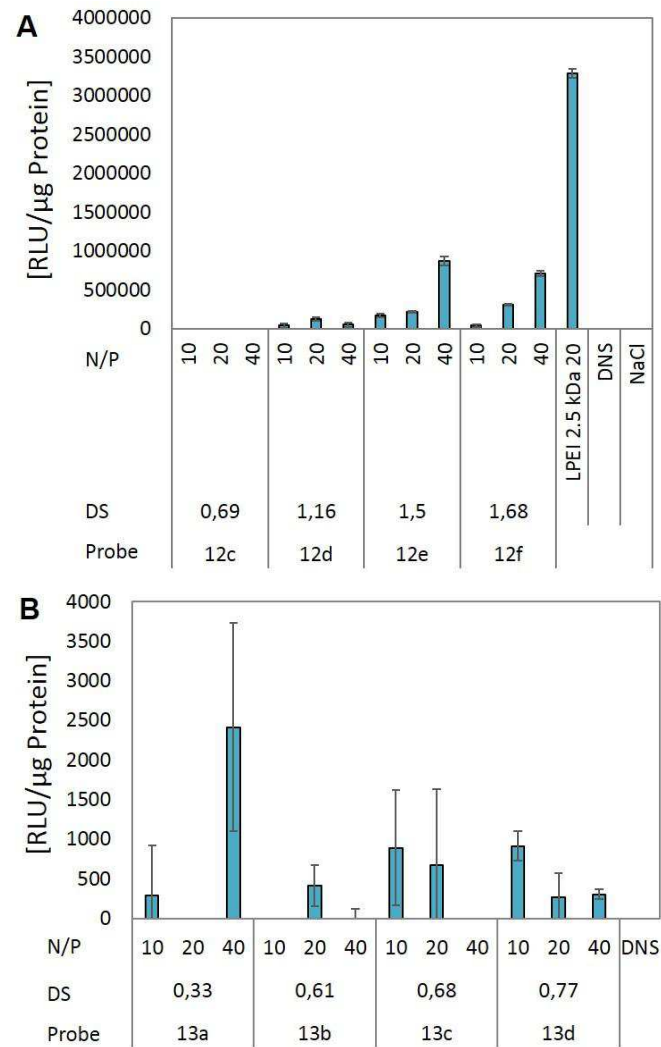 A
[RLU/µg Protein]
4000000
3500000
3000000
2500000
2000000
1500000
1000000
500000
0
N/P 10 20 40 10 20 40 10 20 40 10 20 40 LPEI 2.5 kDa 20 DNS NaCl
DS 0,69 1,16 1,5 1,68
Probe 12c 12d 12e 12f
B
[RLU/µg Protein]
4000
3500
3000
2500
2000
1500
1000
500
0
N/P 10 20 40 10 20 40 10 20 40 10 20 40 DNS
DS 0,33 0,61 0,68 0,77
Probe 13a 13b 13c 13d